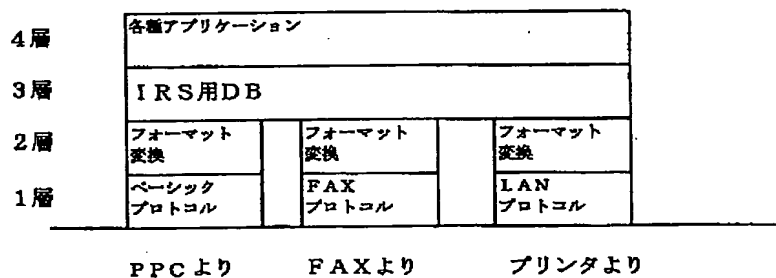 4層
各種アプリケーション
3層
IRS用DB
2層
フォーマット
変換
フォーマット
変換
フォーマット
変換
1層
ベーシック
プロトコル
FAX
プロトコル
LAN
プロトコル
PPCより
FAXより
プリンタより